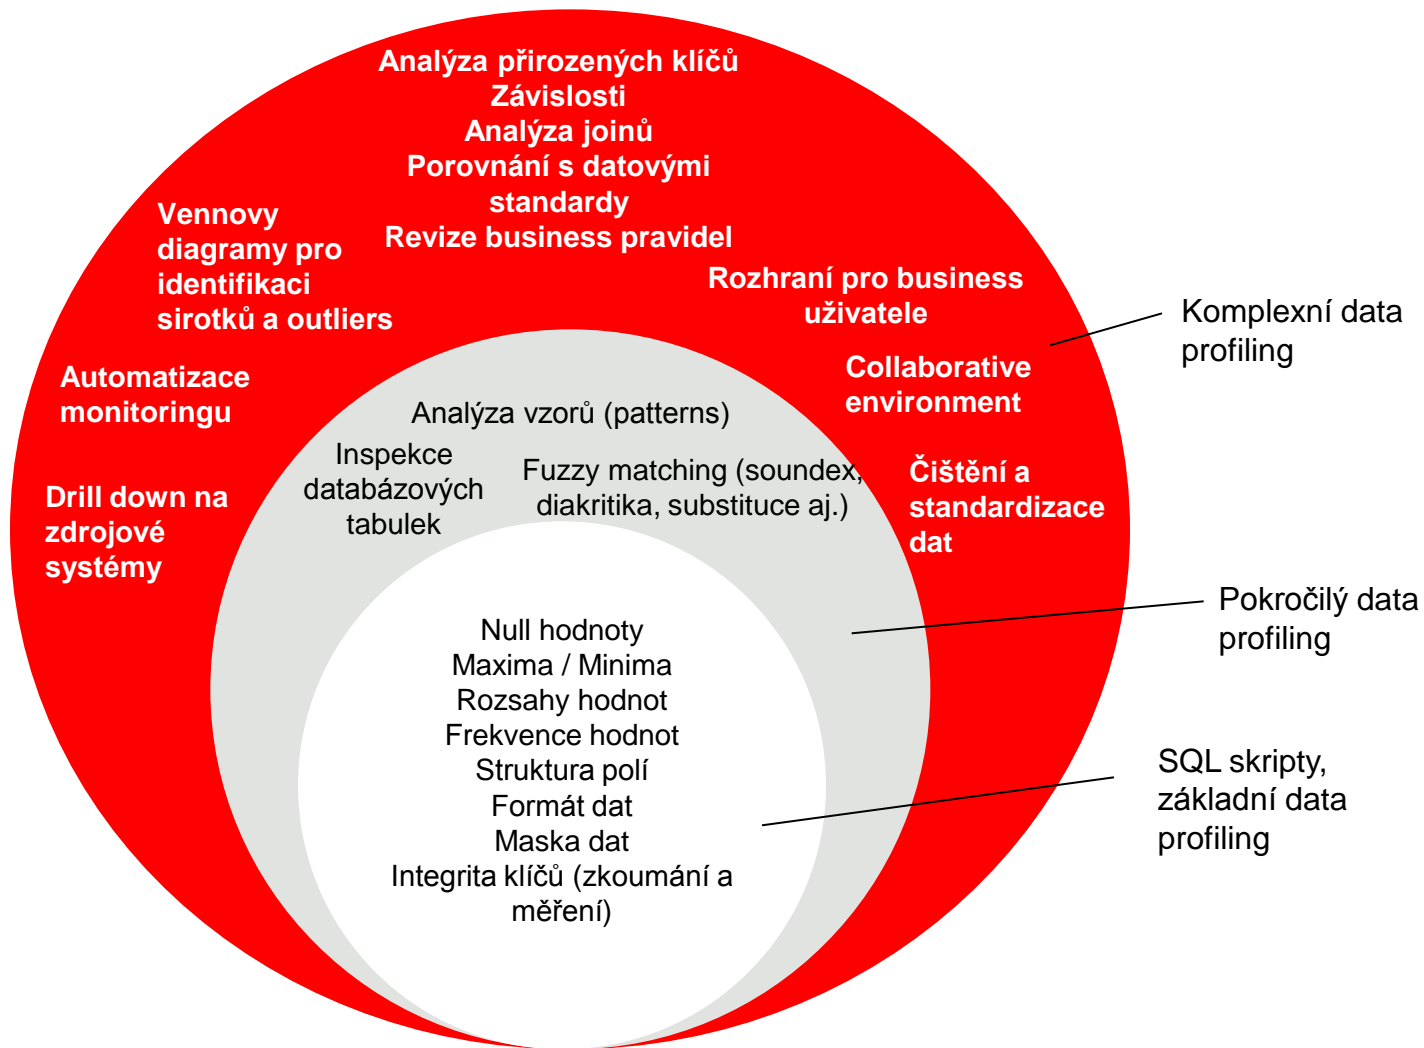 Analýza přirozených klíčů
Závislosti
Analýza joinů
Porovnání s datovými
standardy
Revize business pravidel
Vennovy
diagramy pro
identifikaci
sirotků a outliers
Rozhraní pro business
uživatele
Automatizace
monitoringu
Collaborative
environment
Drill down na
zdrojové
systémy
Čištění a
standardizace
dat
Analýza vzorů (patterns)
Inspekce
databázových
tabulek
Fuzzy matching (soundex,
diakritika, substituce aj.)
Null hodnoty
Maxima / Minima
Rozsahy hodnot
Frekvence hodnot
Struktura polí
Formát dat
Maska dat
Integrita klíčů (zkoumání a
měření)
Komplexní data
profiling
Pokročilý data
profiling
SQL skripty,
základní data
profiling